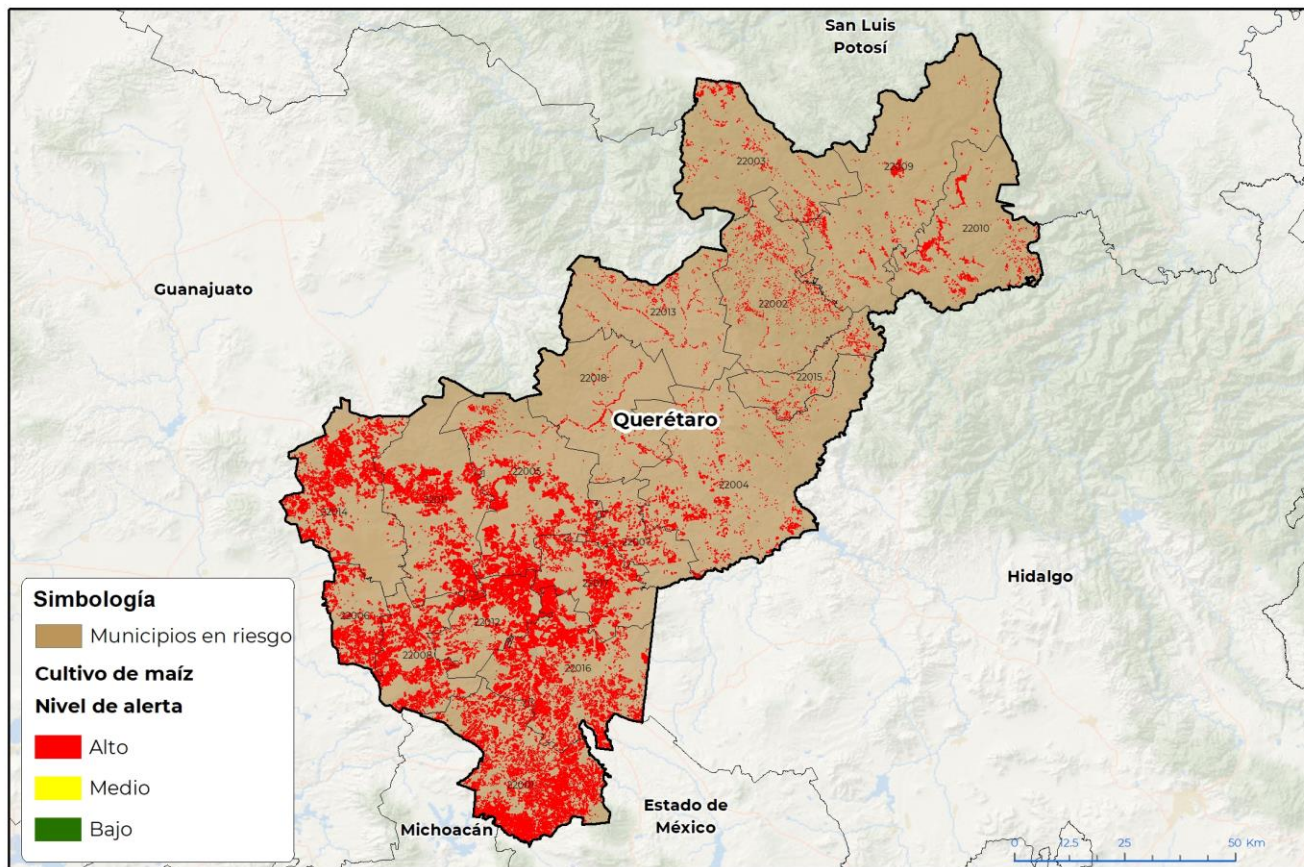 San Luis
Potosí
22003
22009
22010
Guanajuato
22002
22013
22018
22015
Querétaro
22005
22004
22014
Hidalgo
22006
22012
22008
22016
Estado de
México
Michoacán
Simbología
Municipios en riesgo
Cultivo de maíz
Nivel de alerta
Alto
Medio
Bajo
0 12.5 25 50 Km